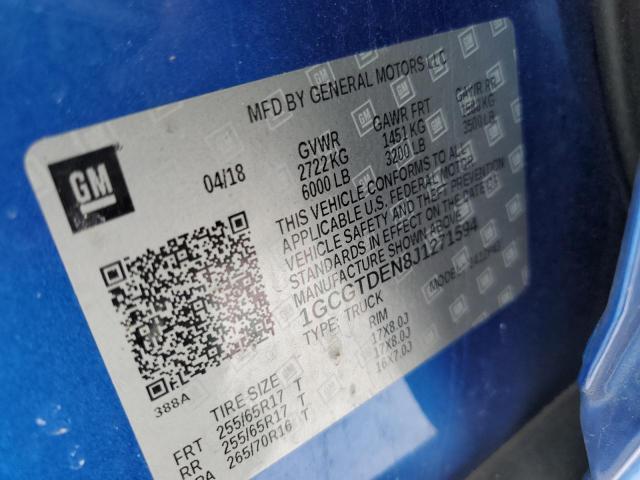 GM
MFD BY GENERAL MOTORS LLC
04/18
GVWR GAWR FRT GAWR RR
2722 KG 1451 KG 1588 KG
6000 LB 3200 LB 3500 LB
THIS VEHICLE CONFORMS TO ALL
APPLICABLE U.S. FEDERAL MOTOR
VEHICLE SAFETY AND THEFT PREVENTION
STANDARDS IN EFFECT ON THE DATE OF
MANUFACTURE SHOWN ABOVE.
1GCGTDEN8J1271594
TYPE: TRUCK MODEL:
388A
TIRE SIZE RIM
FRT 255/65R17 T 17X8.0J
RR 255/65R17 T 17X8.0J
265/70R16 T 16X7.0J